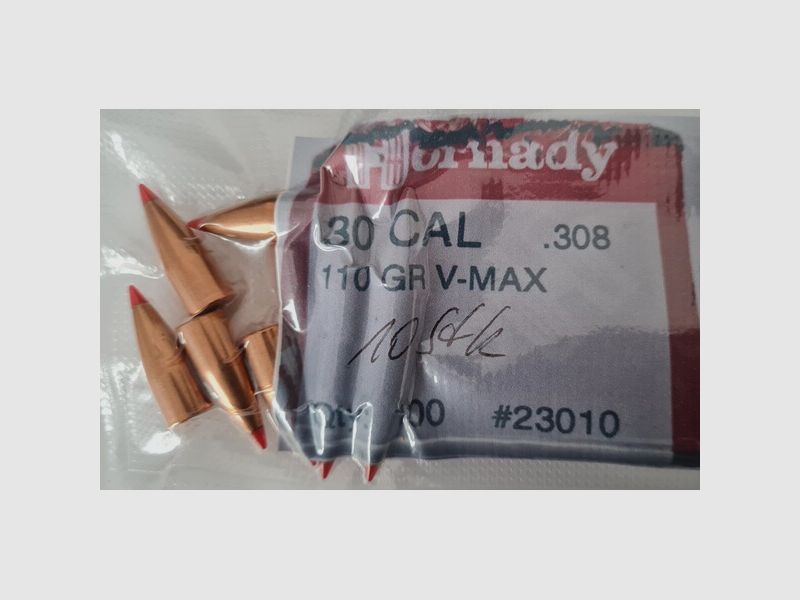 Hornady
.30 CAL .308
110 GR V-MAX
10 Stk
#23010